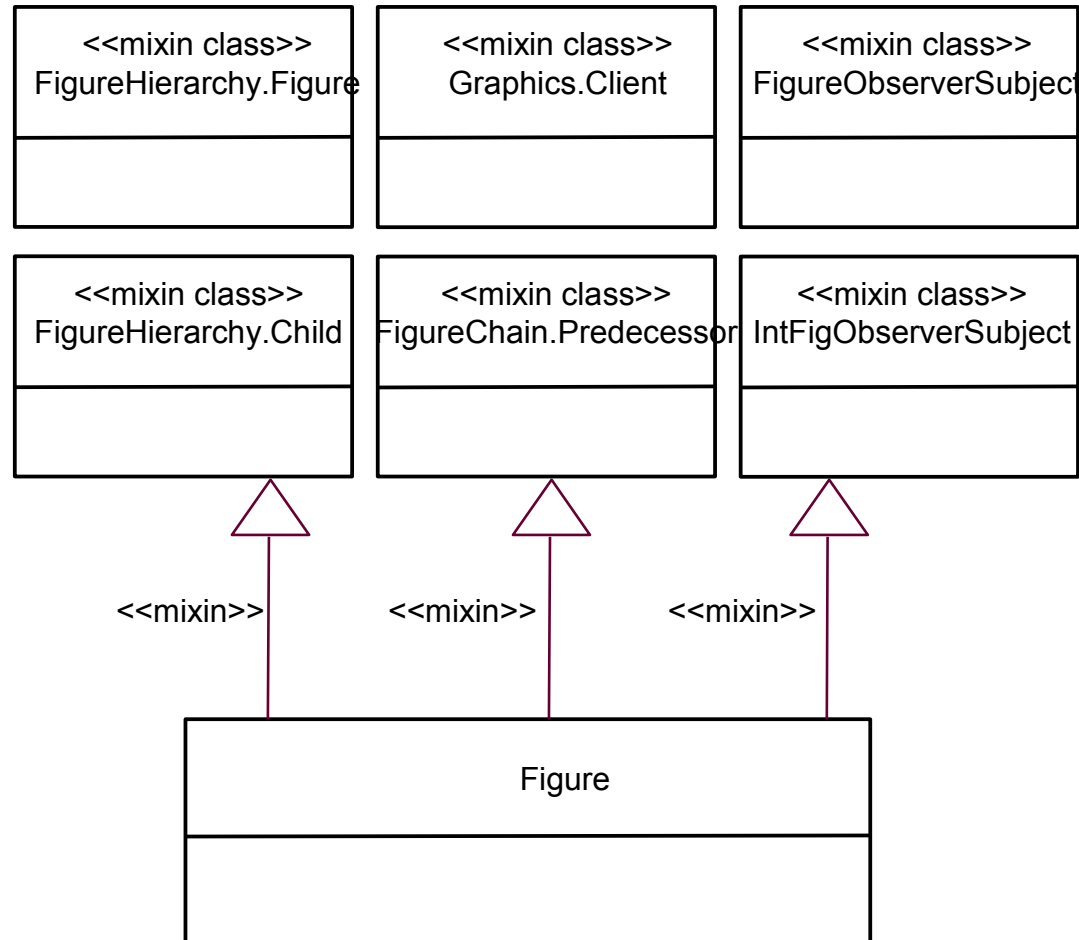 <<mixin class>>
FigureHierarchy.Figure
<<mixin class>>
Graphics.Client
<<mixin class>>
FigureObserverSubject
<<mixin class>>
FigureHierarchy.Child
<<mixin class>>
FigureChain.Predecessor
<<mixin class>>
IntFigObserverSubject
<<mixin>>
<<mixin>>
<<mixin>>
Figure